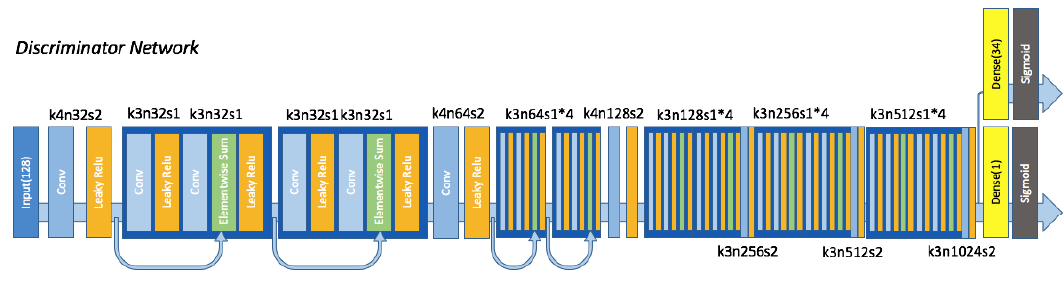 Discriminator Network
k4n32s2
k3n32s1 k3n32s1
k3n32s1k3n32s1
k4n64s2
k3n64s1*4
k4n128s2
k3n128s1*4
k3n256s1*4
k3n512s1*4
Input(128)
Conv
Leaky Relu
Conv
Leaky Relu
Conv
Elementwise Sum
Leaky Relu
Conv
Leaky Relu
Conv
Elementwise Sum
Leaky Relu
Conv
Leaky Relu
k3n256s2
k3n512s2
k3n1024s2
Dense(34)
Sigmoid
Dense(1)
Sigmoid